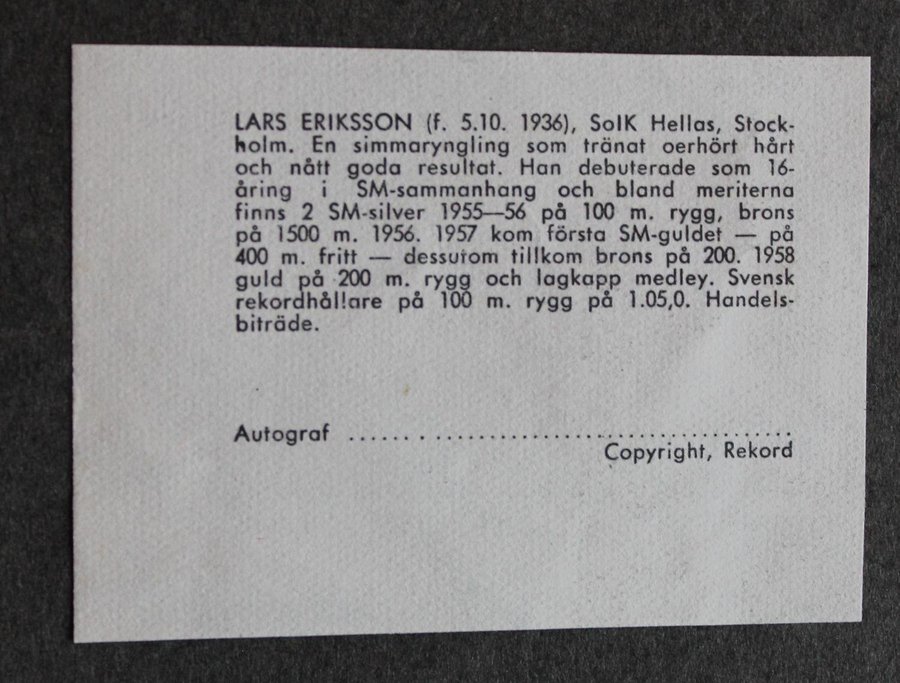 LARS ERIKSSON (f. 5.10. 1936), SoIK Hellas, Stock-
holm. En simmaryngling som tränat oerhört hårt
och nått goda resultat. Han debuterade som 16-
åring i SM-sammanhang och bland meriterna
finns 2 SM-silver 1955—56 på 100 m. rygg, brons
på 1500 m. 1956. 1957 kom första SM-guldet — på
400 m. fritt — dessutom tillkom brons på 200. 1958
guld på 200 m. rygg och lagkapp medley. Svensk
rekordhållare på 100 m. rygg på 1.05,0. Handels-
biträde.
Autograf ........................................
Copyright, Rekord